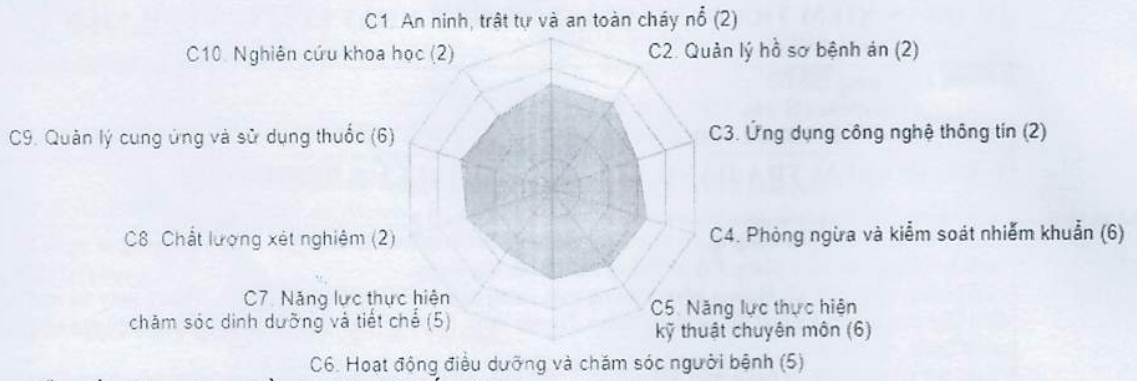 C1. An ninh, trật tự và an toàn cháy nổ (2)
C2. Quản lý hồ sơ bệnh án (2)
C3. Ứng dụng công nghệ thông tin (2)
C4. Phòng ngừa và kiểm soát nhiễm khuẩn (6)
C5. Năng lực thực hiện
kỹ thuật chuyên môn (6)
C6. Hoạt động điều dưỡng và chăm sóc người bệnh (5)
C7. Năng lực thực hiện
chăm sóc dinh dưỡng và tiết chế (5)
C8. Chất lượng xét nghiệm (2)
C9. Quản lý cung ứng và sử dụng thuốc (6)
C10. Nghiên cứu khoa học (2)